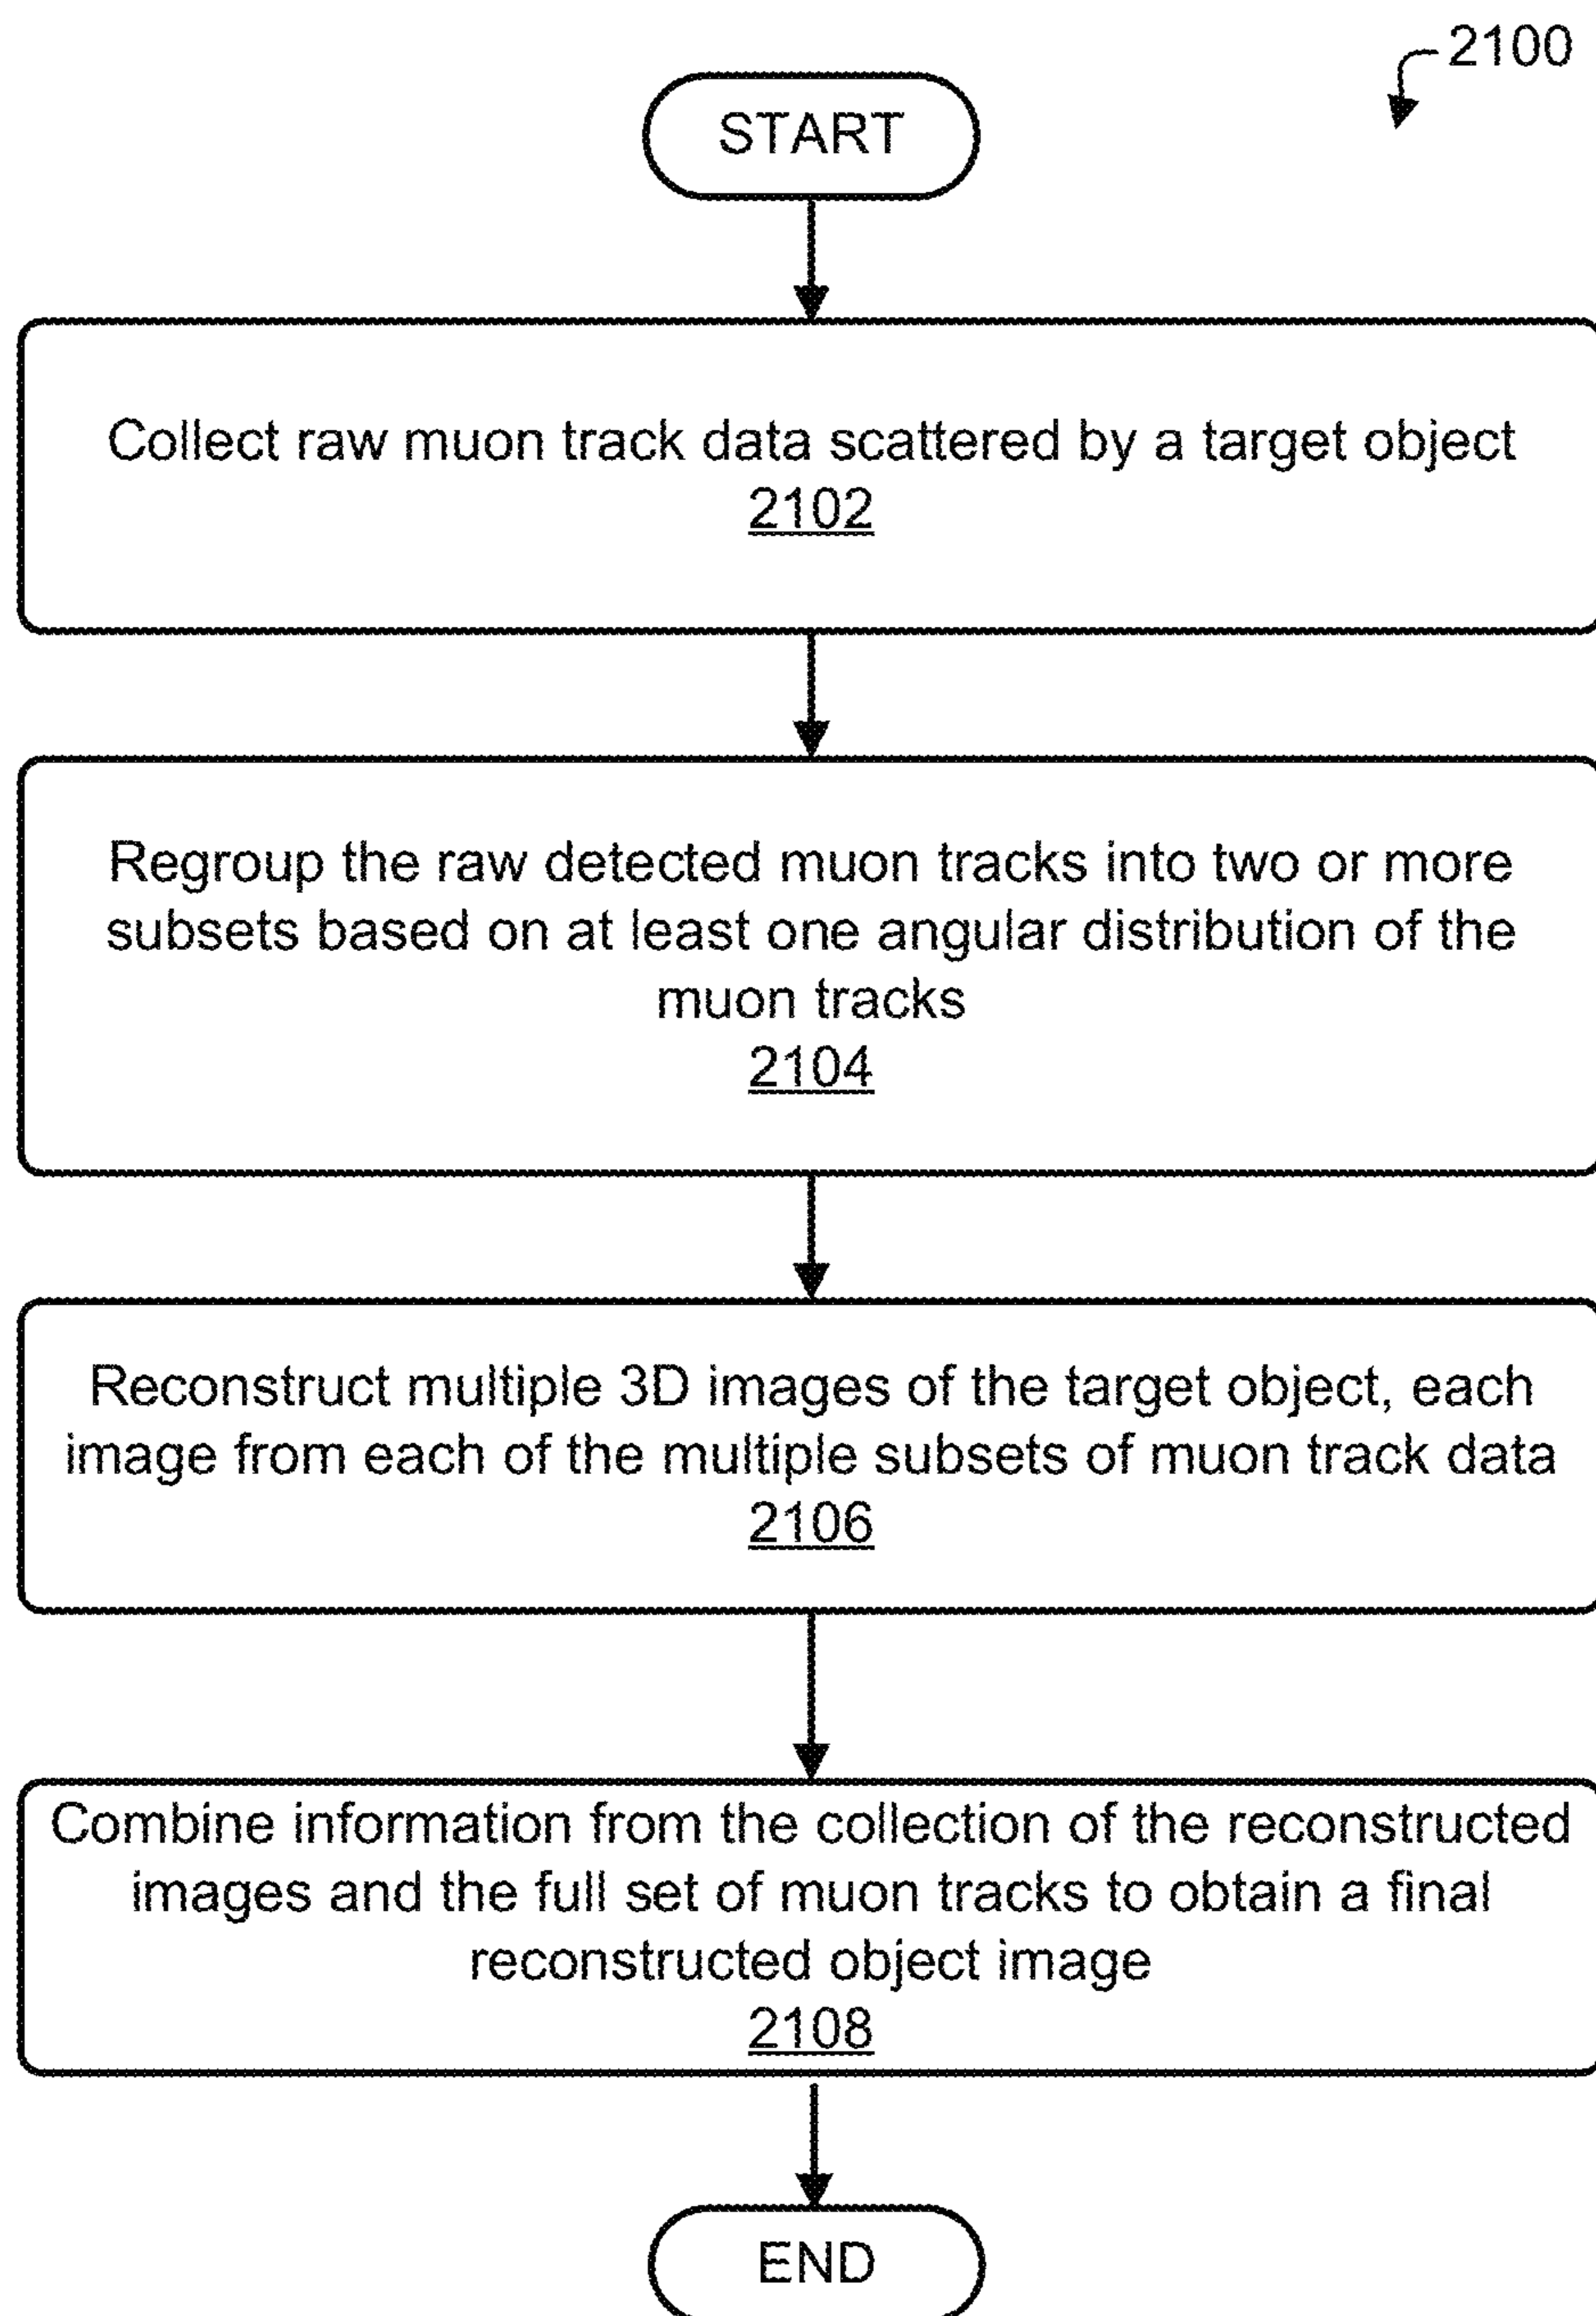 2100
START
Collect raw muon track data scattered by a target object
2102
Regroup the raw detected muon tracks into two or more
subsets based on at least one angular distribution of the
muon tracks
2104
Reconstruct multiple 3D images of the target object, each
image from each of the multiple subsets of muon track data
2106
Combine information from the collection of the reconstructed
images and the full set of muon tracks to obtain a final
reconstructed object image
2108
END